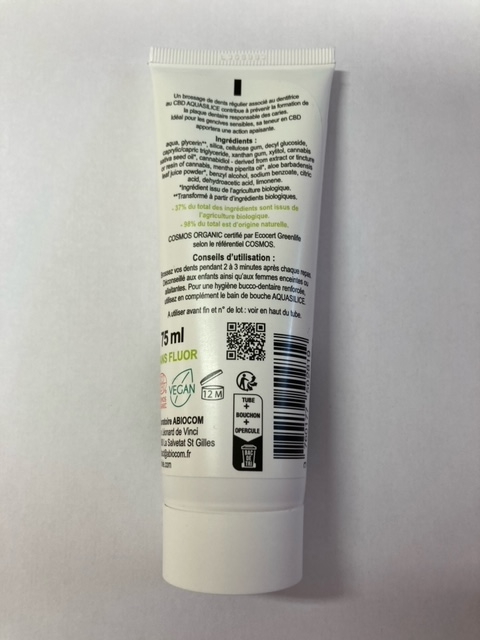 Un brossage de dents régulier associé au dentifrice
au CBD AQUASILICE contribue à prévenir la formation de
la plaque dentaire responsable des caries.
Idéal pour les gencives sensibles, sa teneur en CBD
apportera une action apaisante.
Ingrédients :
aqua, glycerin**, silica, cellulose gum, decyl glucoside,
caprylic/capric triglyceride, xanthan gum, xylitol, cannabis
sativa seed oil*, cannabidiol - derived from extract or tincture
or resin of cannabis, mentha piperita oil*, aloe barbadensis
leaf juice powder*, benzyl alcohol, sodium benzoate, citric
acid, dehydroacetic acid, limonene.
*Ingrédient issu de l'agriculture biologique.
**Transformé à partir d'ingrédients biologiques.
- 37% du total des ingrédients sont issus de
l'agriculture biologique.
- 98% du total est d'origine naturelle.
COSMOS ORGANIC certifié par Ecocert Greenlife
selon le référentiel COSMOS.
Conseils d'utilisation :
Brossez vos dents pendant 2 à 3 minutes après chaque repas.
Déconseillé aux enfants ainsi qu'aux femmes enceintes ou
allaitantes. Pour une hygiène bucco-dentaire renforcée,
utilisez en complément le bain de bouche AQUASILICE.
A utiliser avant fin et n° de lot : voir en haut du tube.
75 ml
ANS FLUOR
VEGAN
12 M
TUBE
+
BOUCHON
+
OPERCULE
BAC
DE
TRI
oratoire ABIOCOM
Léonard de Vinci
La Salvetat St Gilles
@abiocom.fr